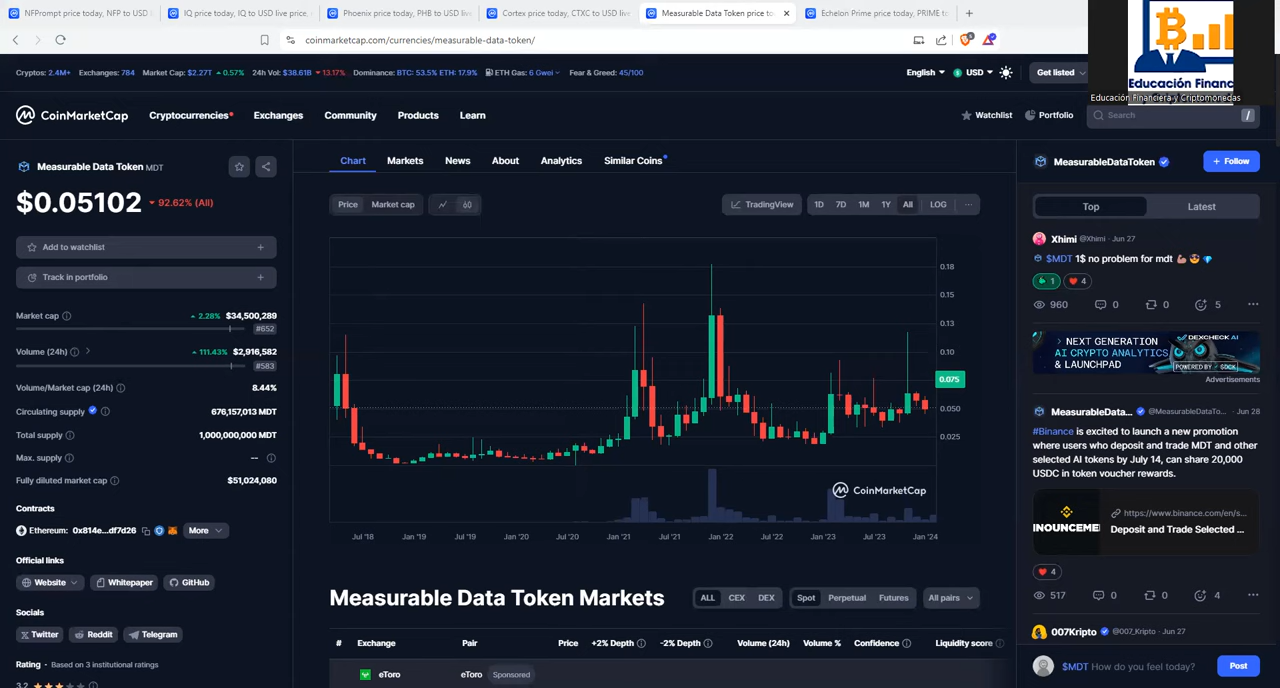 NFPrompt price today, NFP to USD l
IQ price today, IQ to USD live price,
Phoenix price today, PHB to USD live
Cortex price today, CTXC to USD live
Measurable Data Token price to
Echelon Prime price today, PRIME to
coinmarketcap.com/currencies/measurable-data-token/
Cryptos: 2.4M+ Exchanges: 784 Market Cap: $2.27T 0.57% 24h Vol: $38.61B 13.17% Dominance: BTC: 53.5% ETH: 17.9% ETH Gas: 6 Gwei Fear & Greed: 45/100
English USD Get listed
Educación Financ
Educación Financiera y Criptomonedas
CoinMarketCap Cryptocurrencies Exchanges Community Products Learn
Watchlist Portfolio Search /
Measurable Data Token MDT
$0.05102 92.62% (All)
Add to watchlist +
Track in portfolio +
Market cap 2.28% $34,500,289
#652
Volume (24h) 111.43% $2,916,582
#583
Volume/Market cap (24h) 8.44%
Circulating supply 676,157,013 MDT
Total supply 1,000,000,000 MDT
Max. supply --
Fully diluted market cap $51,024,080
Contracts
Ethereum: 0x814e...df7d26 More
Official links
Website Whitepaper GitHub
Socials
Twitter Reddit Telegram
Rating · Based on 3 institutional ratings
3.2
Chart Markets News About Analytics Similar Coins
Price Market cap TradingView 1D 7D 1M 1Y All LOG ...
0.18
0.15
0.13
0.10
0.075
0.050
0.025
CoinMarketCap
Jul '18 Jan '19 Jul '19 Jan '20 Jul '20 Jan '21 Jul '21 Jan '22 Jul '22 Jan '23 Jul '23 Jan '24
Measurable Data Token Markets
ALL CEX DEX Spot Perpetual Futures All pairs
# Exchange Pair Price +2% Depth -2% Depth Volume (24h) Volume % Confidence Liquidity score
eToro eToro Sponsored
MeasurableDataToken + Follow
Top Latest
Xhimi @Xhimi · Jun 27
$MDT 1$ no problem for mdt 💪🏽 😎 💎
1 4
960 0 0 5 ...
NEXT GENERATION
AI CRYPTO ANALYTICS
& LAUNCHPAD
DEXCHECK AI
POWERED BY $DCK
Advertisements
MeasurableData... @MeasurableDataTo... · Jun 28
#Binance is excited to launch a new promotion
where users who deposit and trade MDT and other
selected AI tokens by July 14, can share 20,000
USDC in token voucher rewards.
NOUNCEME
https://www.binance.com/en/s...
Deposit and Trade Selected ...
4
517 0 0 4 ...
007Kripto @007_Kripto · Jun 27
$MDT How do you feel today? Post